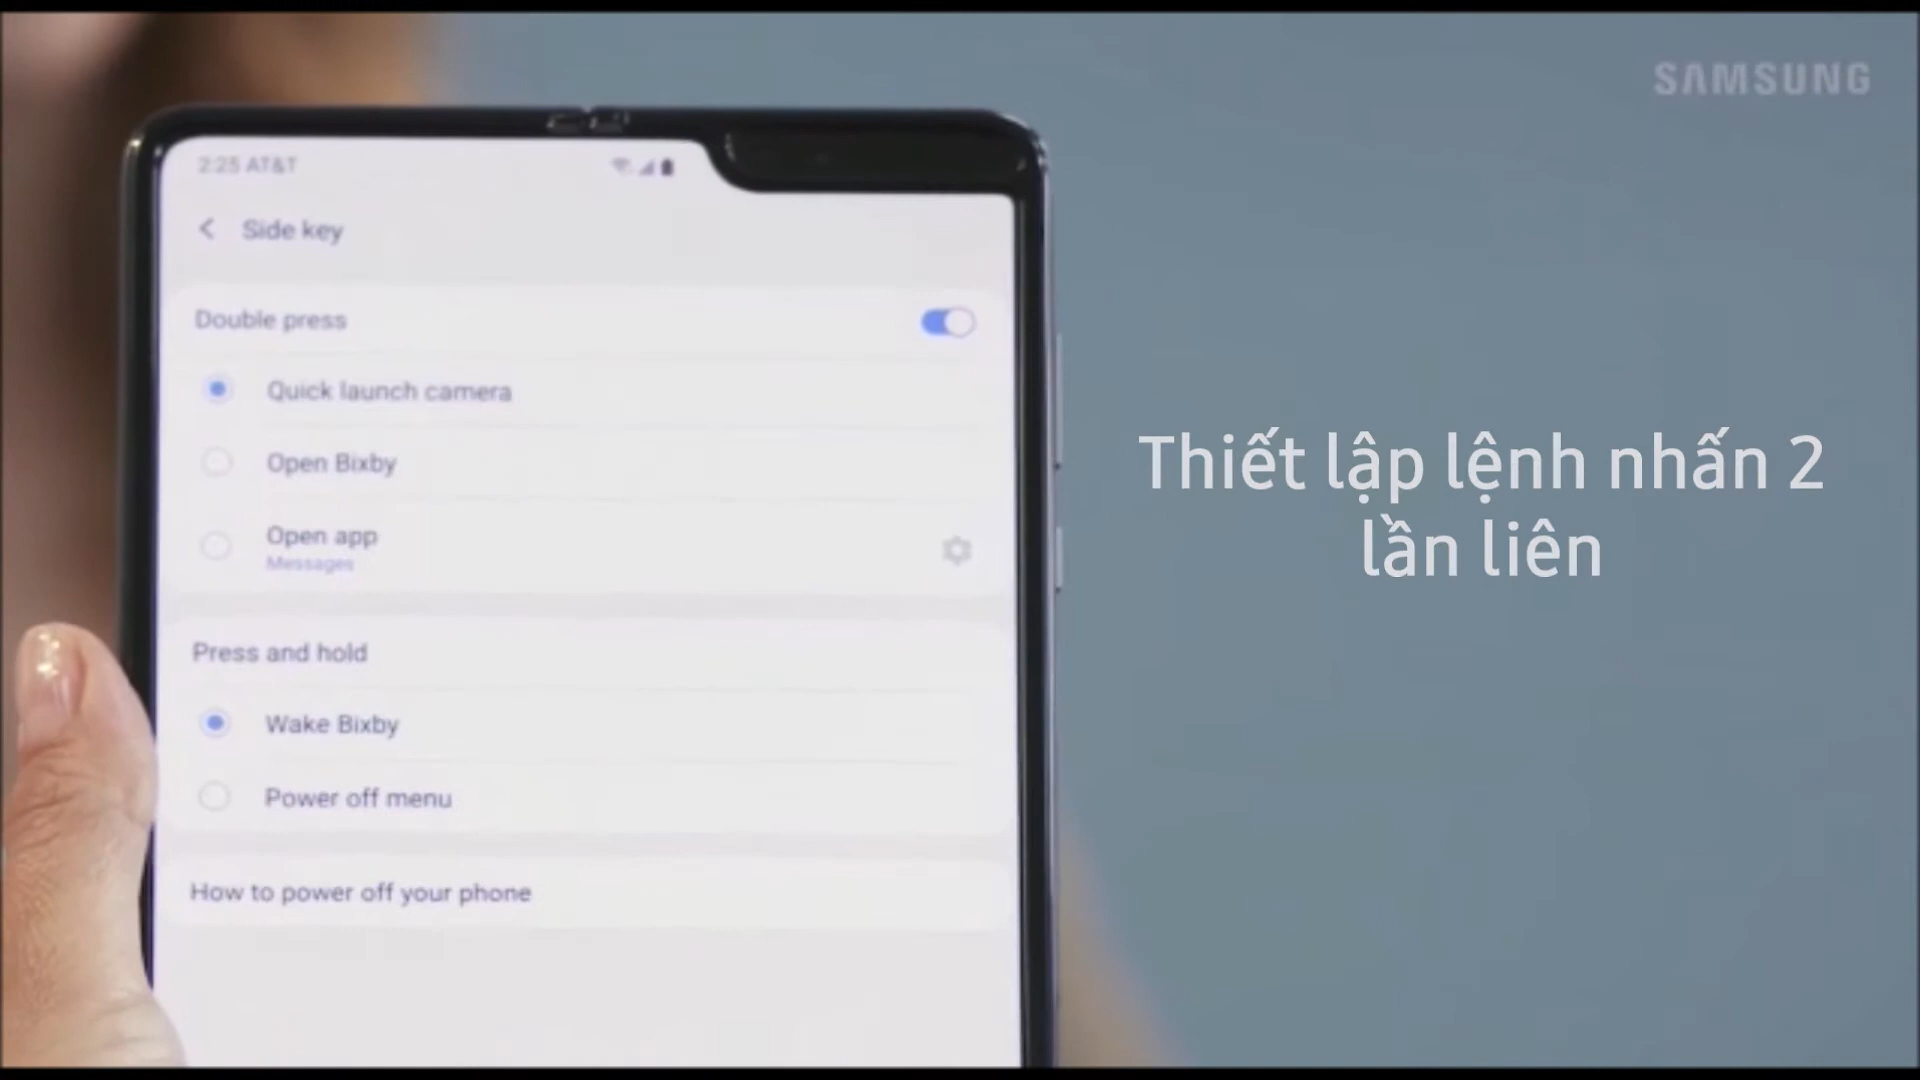 SAMSUNG
2:25 AT&T
Side key
Double press
Quick launch camera
Open Bixby
Open app
Messages
Press and hold
Wake Bixby
Power off menu
How to power off your phone
Thiết lập lệnh nhấn 2
lần liên